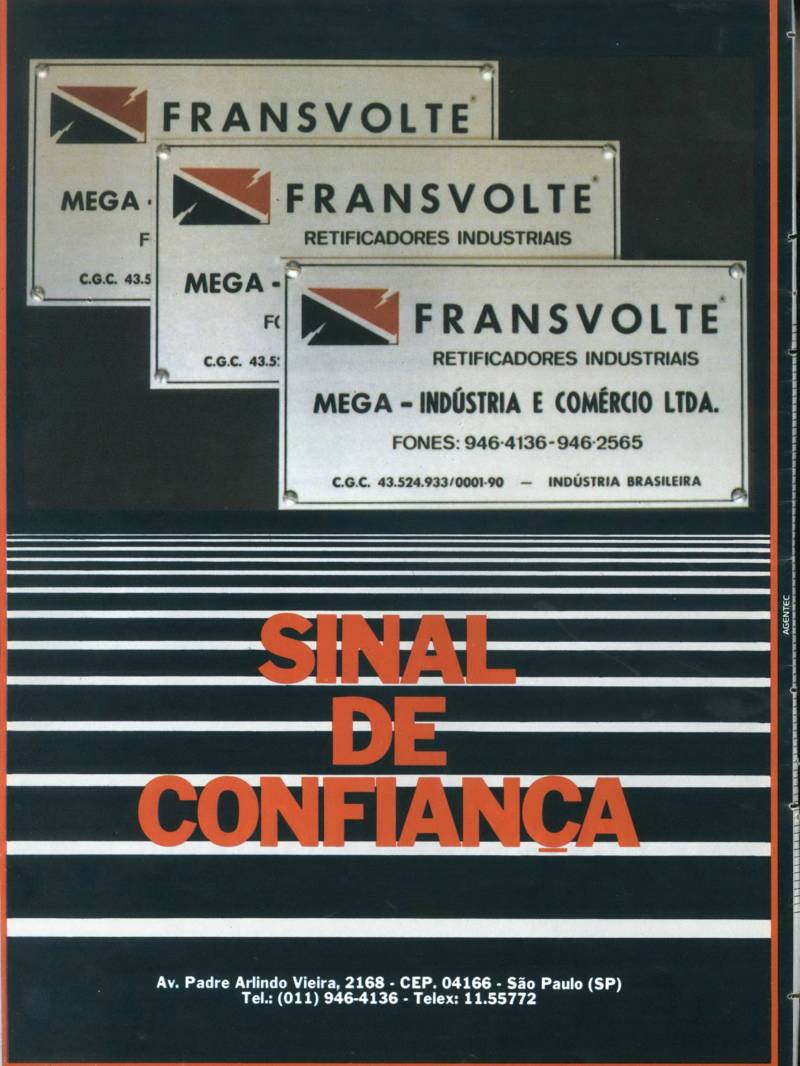 FRANSVOLTE®
MEGA -
F
C.G.C. 43.5
FRANSVOLTE®
RETIFICADORES INDUSTRIAIS
MEGA -
FO
C.G.C. 43.52
FRANSVOLTE®
RETIFICADORES INDUSTRIAIS
MEGA - INDÚSTRIA E COMÉRCIO LTDA.
FONES: 946·4136-946·2565
C.G.C. 43.524.933/0001-90 — INDÚSTRIA BRASILEIRA
SINAL
DE
CONFIANÇA
Av. Padre Arlindo Vieira, 2168 - CEP. 04166 - São Paulo (SP)
Tel.: (011) 946-4136 - Telex: 11.55772
AGENTEC